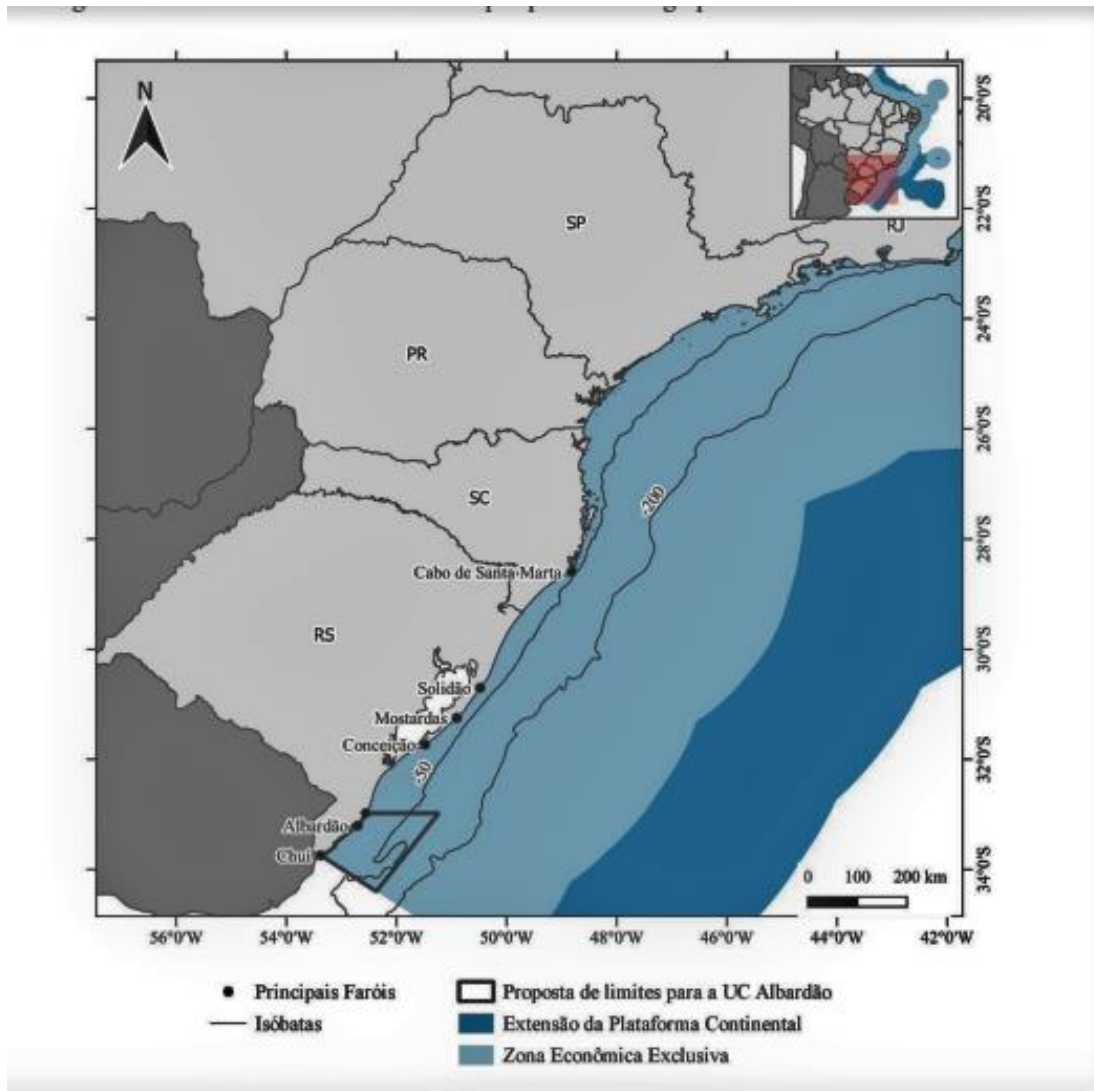 N
20°0'S
22°0'S
24°0'S
26°0'S
28°0'S
30°0'S
32°0'S
34°0'S
SP
RJ
PR
SC
-200
Cabo de Santa Marta
RS
Solidão
Mostardas
Conceição
-50
Albardão
Chuí
0 100 200 km
56°0'W 54°0'W 52°0'W 50°0'W 48°0'W 46°0'W 44°0'W 42°0'W
Principais Faróis
Isóbatas
Proposta de limites para a UC Albardão
Extensão da Plataforma Continental
Zona Econômica Exclusiva